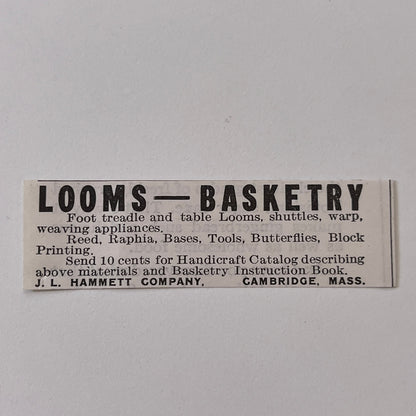 LOOMS — BASKETRY
Foot treadle and table Looms, shuttles, warp,
weaving appliances.
Reed, Raphia, Bases, Tools, Butterflies, Block
Printing.
Send 10 cents for Handicraft Catalog describing
above materials and Basketry Instruction Book.
J. L. HAMMETT COMPANY, CAMBRIDGE, MASS.